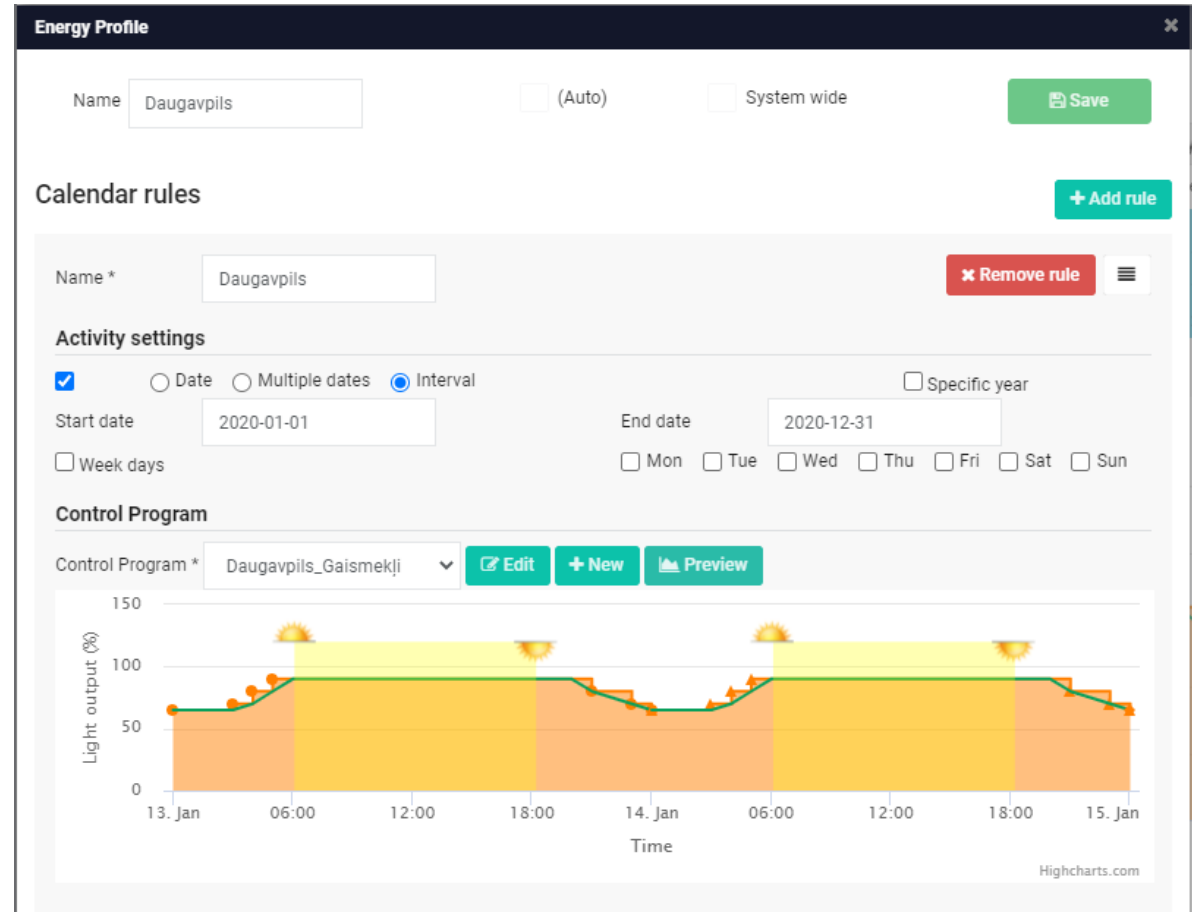 Energy Profile
Name Daugavpils (Auto) System wide Save
Calendar rules
Add rule
Name * Daugavpils Remove rule
Activity settings
Date Multiple dates Interval Specific year
Start date 2020-01-01 End date 2020-12-31
Week days Mon Tue Wed Thu Fri Sat Sun
Control Program
Control Program * Daugavpils_Gaismekļi Edit New Preview
150
100
50
0
Light output (%)
13. Jan 06:00 12:00 18:00 14. Jan 06:00 12:00 18:00 15. Jan
Time
Highcharts.com